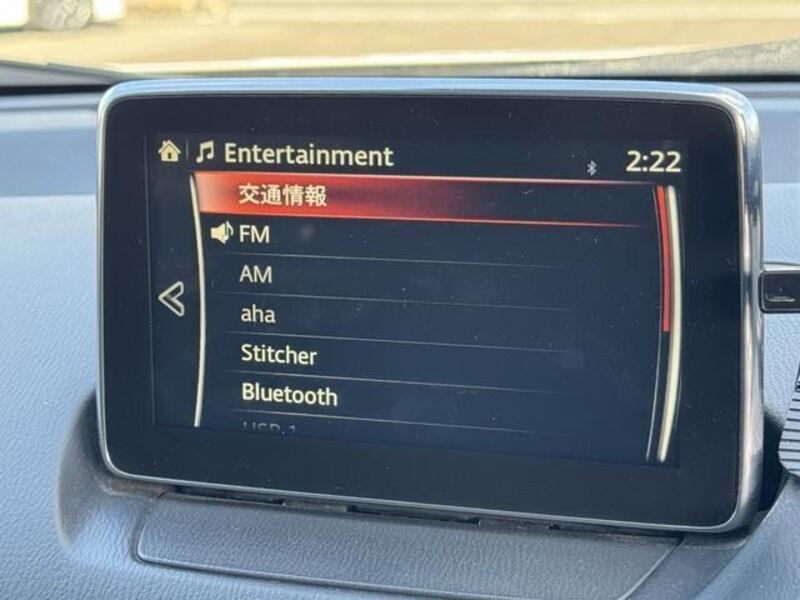 Entertainment
2:22
交通情報
FM
AM
aha
Stitcher
Bluetooth